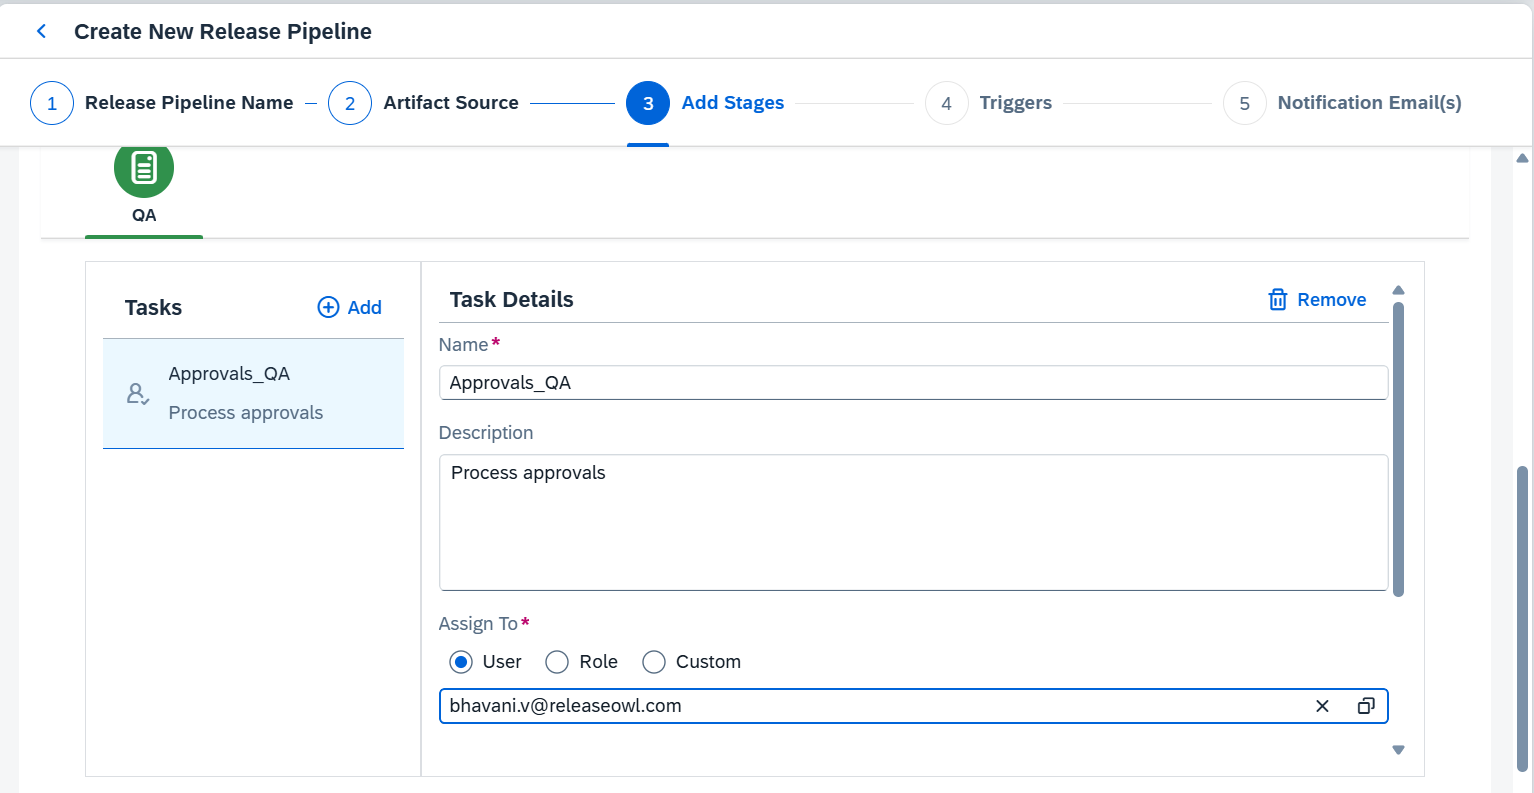 Create New Release Pipeline
1 Release Pipeline Name 2 Artifact Source 3 Add Stages 4 Triggers 5 Notification Email(s)
QA
Tasks Add
Approvals_QA
Process approvals
Task Details Remove
Name*
Approvals_QA
Description
Process approvals
Assign To*
User Role Custom
bhavani.v@releaseowl.com